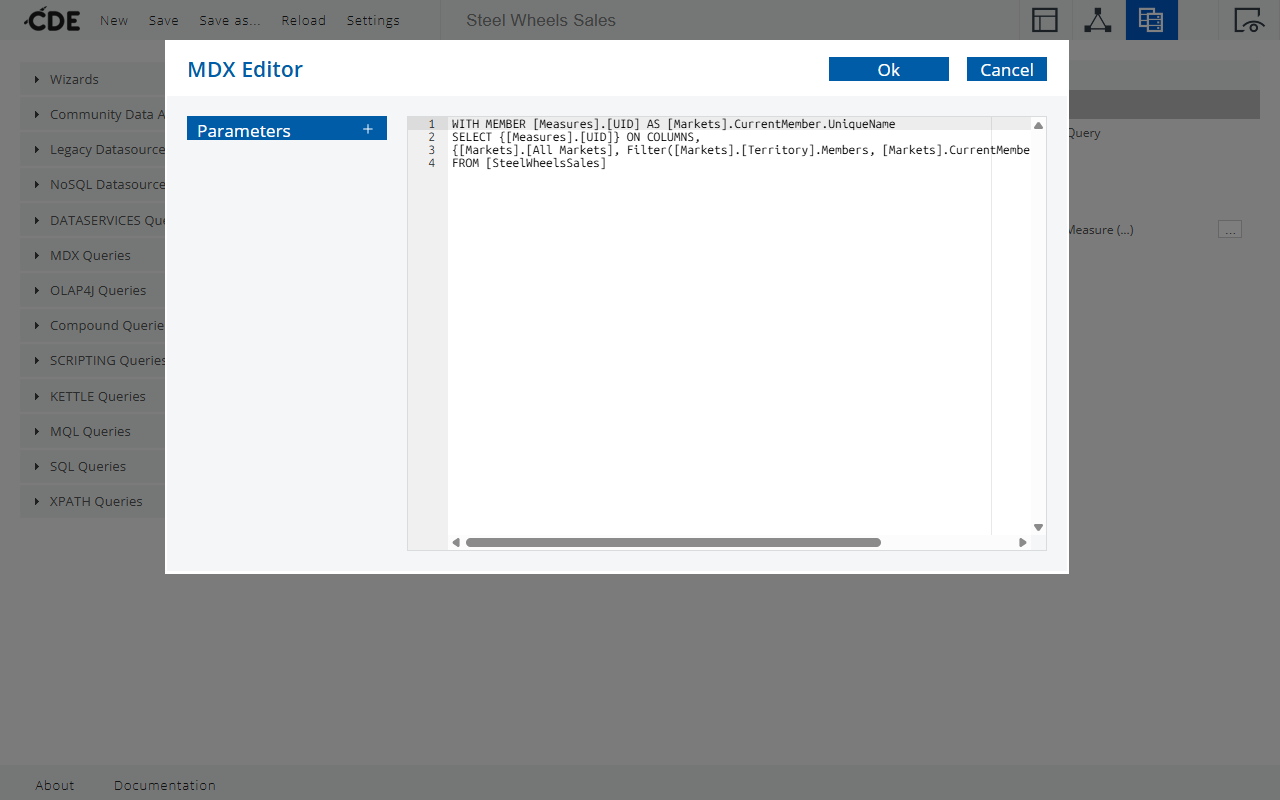 CDE New Save Save as... Reload Settings Steel Wheels Sales
MDX Editor Ok Cancel
Parameters +
1 WITH MEMBER [Measures].[UID] AS [Markets].CurrentMember.UniqueName
2 SELECT {[Measures].[UID]} ON COLUMNS,
3 {[Markets].[All Markets], Filter([Markets].[Territory].Members, [Markets].CurrentMembe
4 FROM [SteelWheelsSales]
Wizards
Community Data A
Legacy Datasource
NoSQL Datasource
DATASERVICES Que
MDX Queries
OLAP4J Queries
Compound Querie
SCRIPTING Queries
KETTLE Queries
MQL Queries
SQL Queries
XPATH Queries
Query
Measure (...) ...
About Documentation